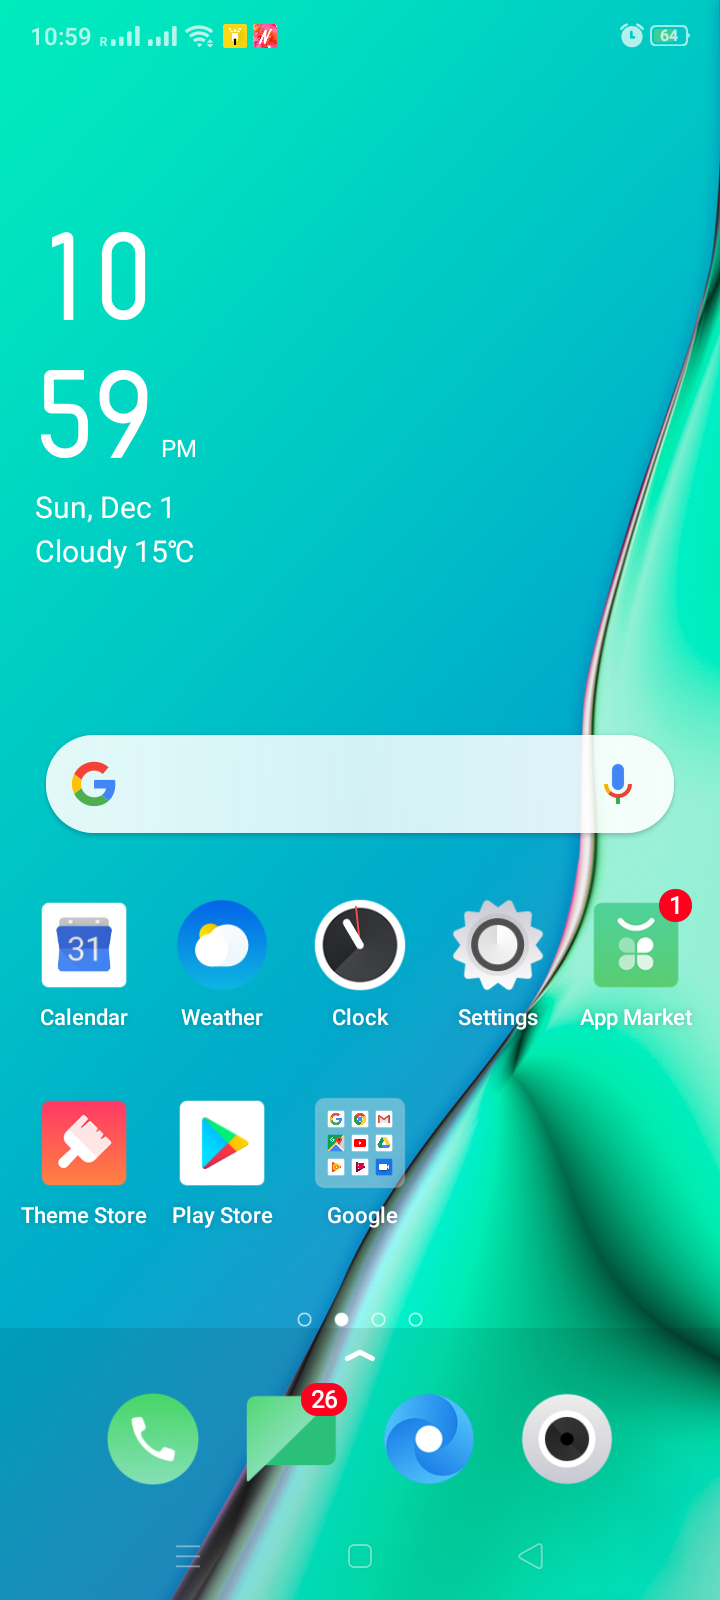 10:59 R 64
10
59 PM
Sun, Dec 1
Cloudy 15℃
31
1
Calendar Weather Clock Settings App Market
Theme Store Play Store Google
26